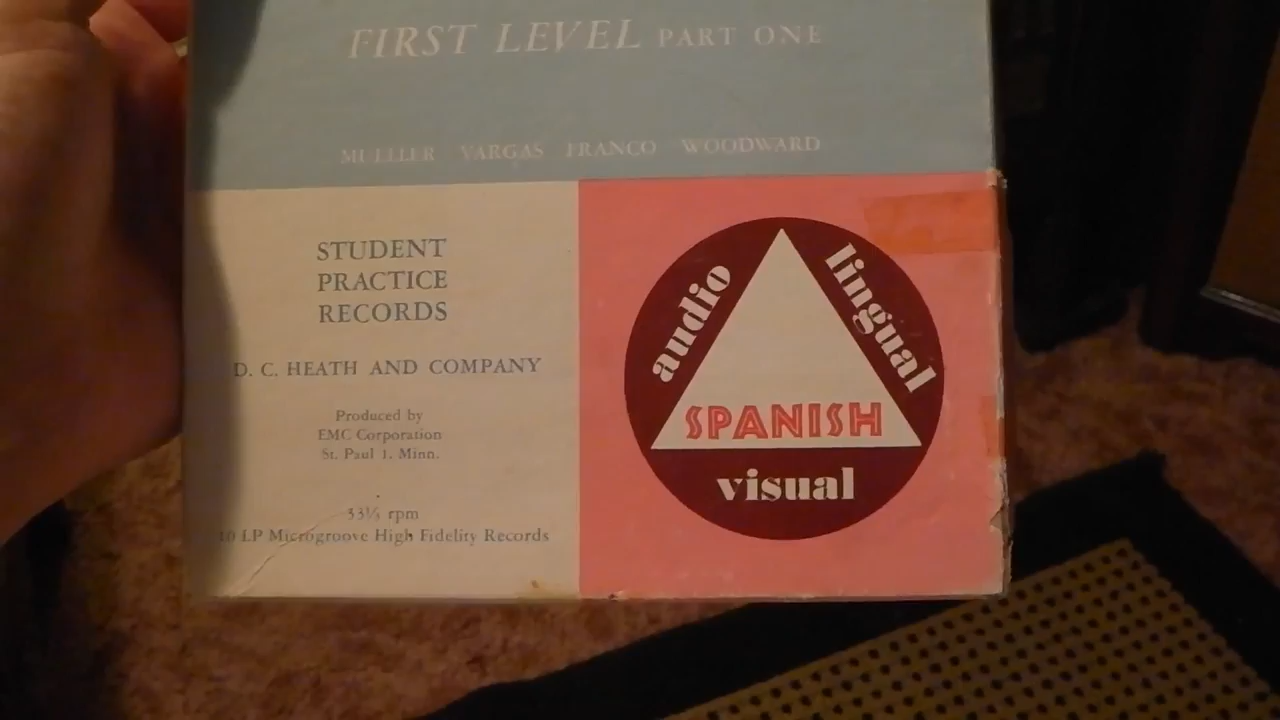 FIRST LEVEL PART ONE
MUELLER VARGAS FRANCO WOODWARD
STUDENT
PRACTICE
RECORDS
D. C. HEATH AND COMPANY
Produced by
EMC Corporation
St. Paul 1, Minn.
33⅓ rpm
10 LP Microgroove High Fidelity Records
audio
lingual
SPANISH
visual